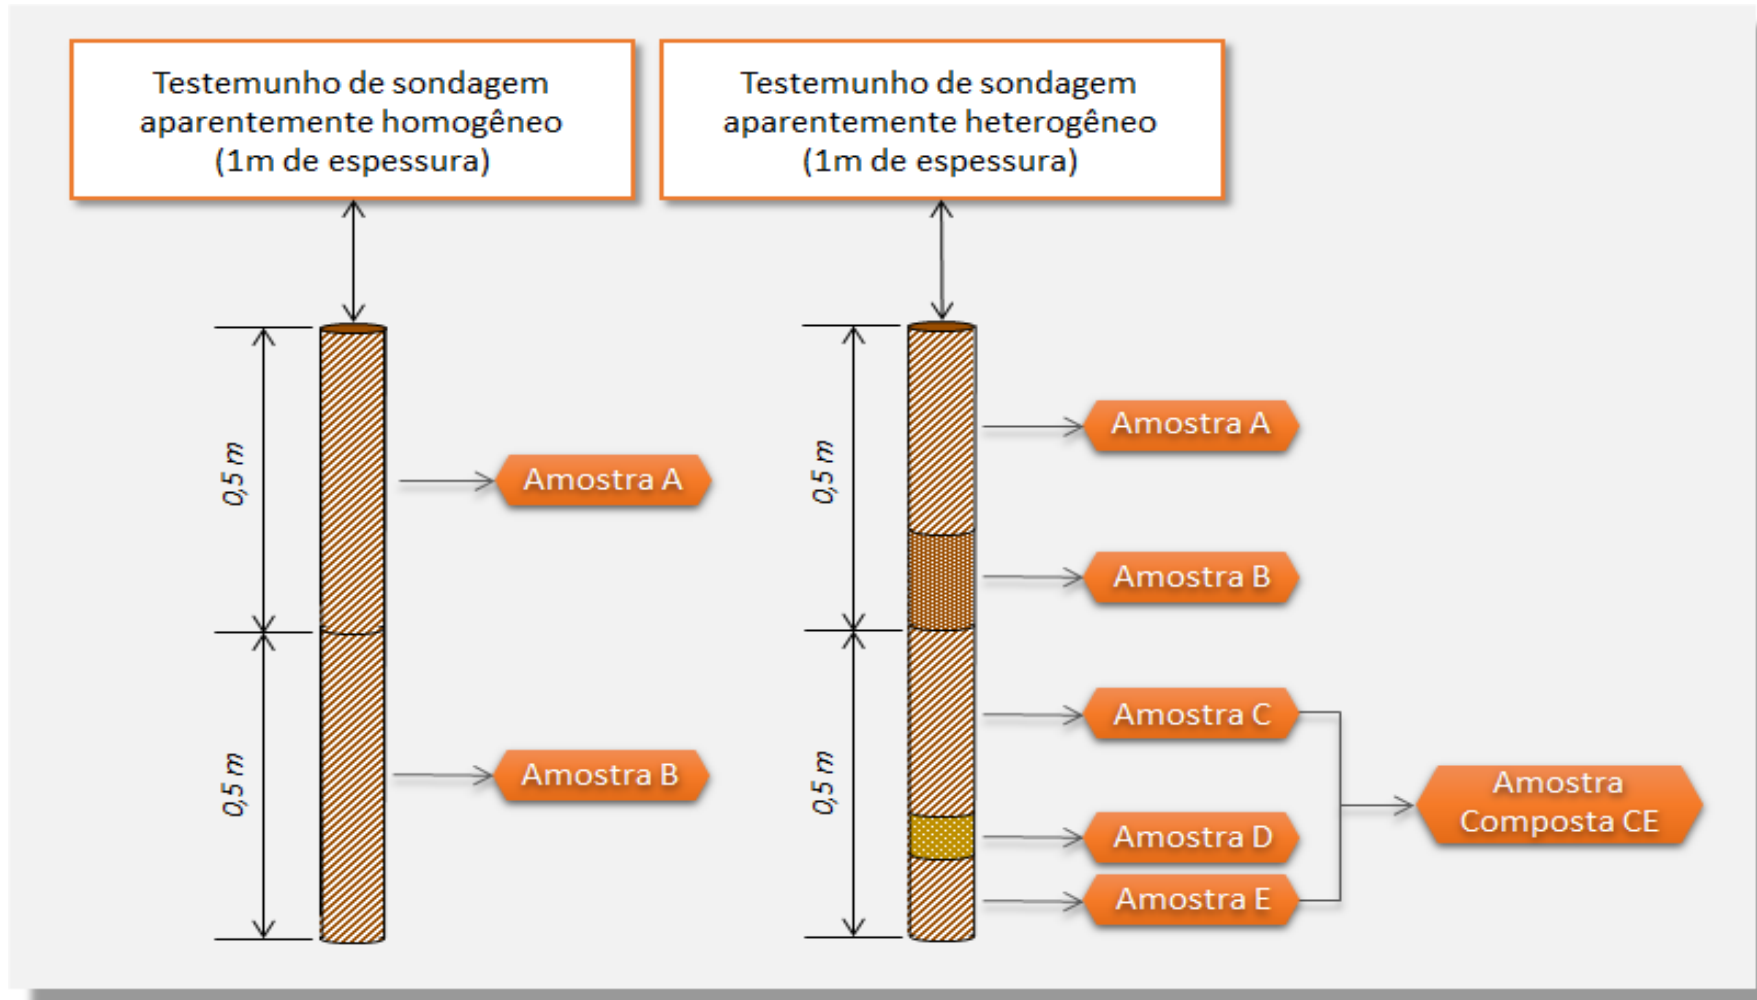 Testemunho de sondagem
aparentemente homogêneo
(1m de espessura)
Testemunho de sondagem
aparentemente heterogêneo
(1m de espessura)
0,5 m
Amostra A
0,5 m
Amostra B
0,5 m
Amostra A
Amostra B
0,5 m
Amostra C
Amostra D
Amostra E
Amostra
Composta CE